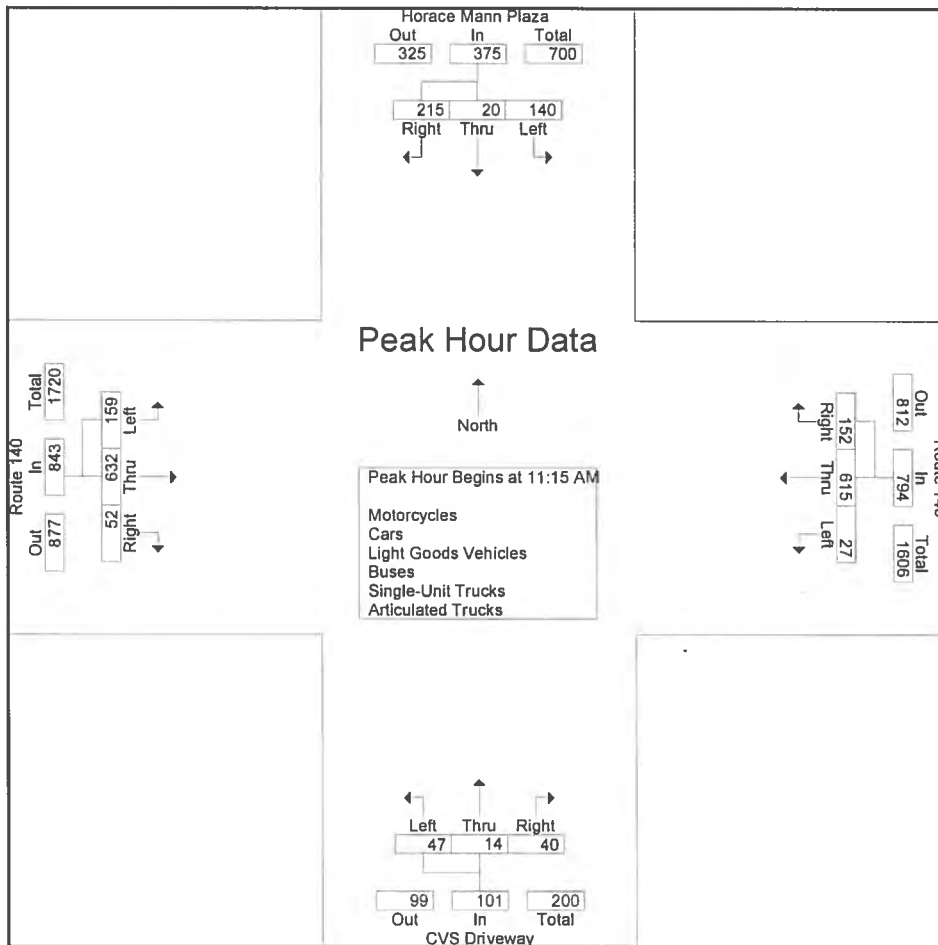 Horace Mann Plaza
Out In Total
325 375 700
215 20 140
Right Thru Left
Peak Hour Data
North
Peak Hour Begins at 11:15 AM
Motorcycles
Cars
Light Goods Vehicles
Buses
Single-Unit Trucks
Articulated Trucks
Route 140
Out In Total
877 843 1720
52 632 159
Right Thru Left
Right Thru Left
152 615 27
812 794 1606
Out In Total
Left Thru Right
47 14 40
99 101 200
Out In Total
CVS Driveway